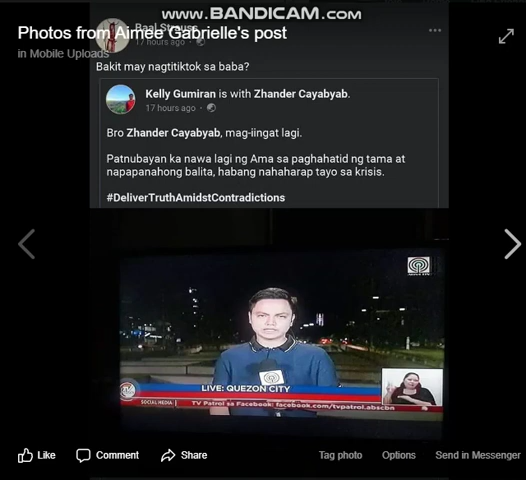 www.BANDICAM.com
Photos from Aimee Gabrielle's post
in Mobile Uploads
17 hours ago
Bakit may nagtitiktok sa baba?
Kelly Gumiran is with Zhander Cayabyab.
17 hours ago
Bro Zhander Cayabyab, mag-iingat lagi.
Patnubayan ka nawa lagi ng Ama sa paghahatid ng tama at
napapanahong balita, habang nahaharap tayo sa krisis.
#DeliverTruthAmidstContradictions
LIVE: QUEZON CITY
SOCIAL MEDIA
TV Patrol sa Facebook: facebook.com/tvpatrol.abscbn
Like
Comment
Share
Tag photo
Options
Send in Messenger